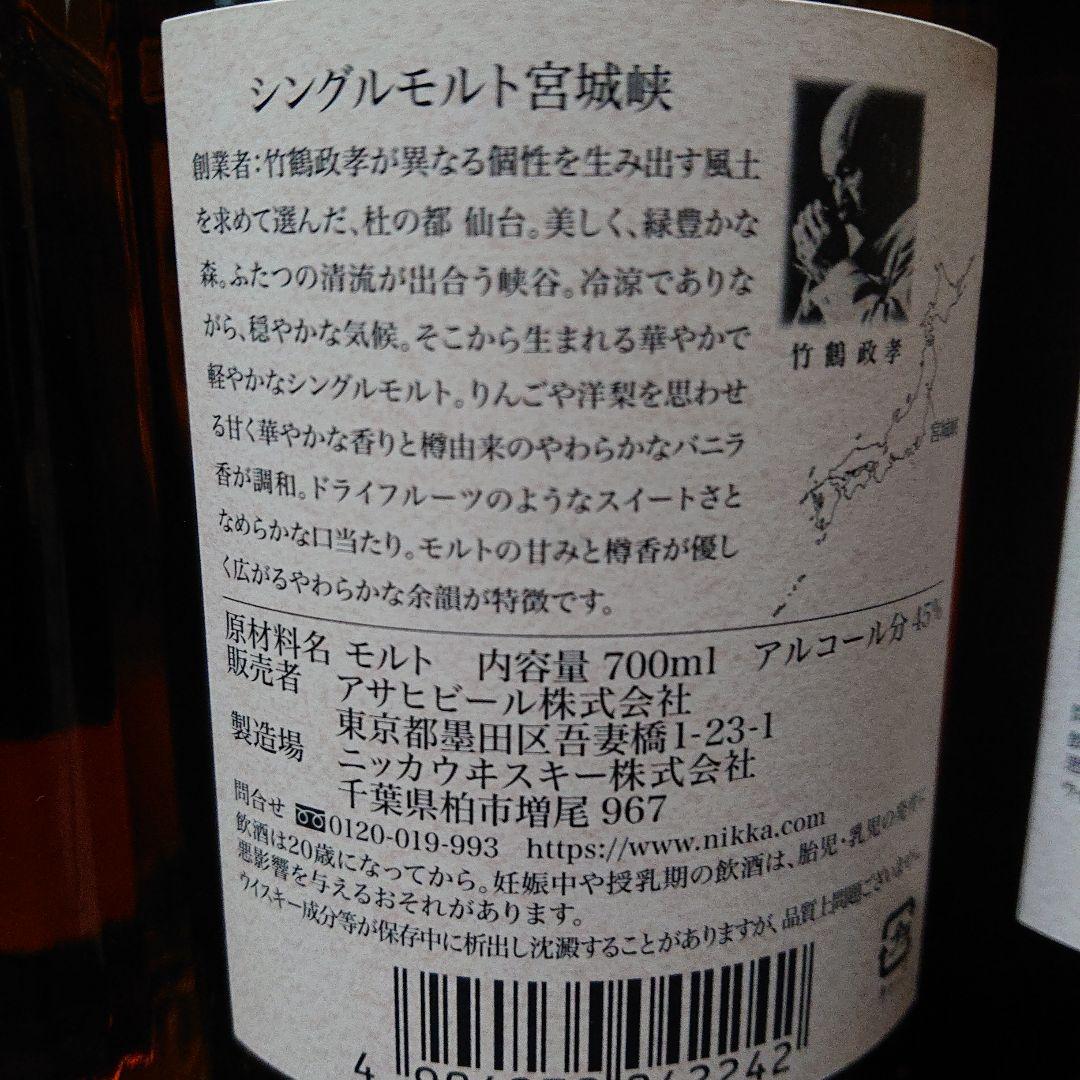 シングルモルト宮城峡
創業者：竹鶴政孝が異なる個性を生み出す風土
を求めて選んだ、杜の都 仙台。美しく、緑豊かな
森。ふたつの清流が出合う峡谷。冷涼でありな
がら、穏やかな気候。そこから生まれる華やかで
軽やかなシングルモルト。りんごや洋梨を思わせ
る甘く華やかな香りと樽由来のやわらかなバニラ
香が調和。ドライフルーツのようなスイートさと
なめらかな口当たり。モルトの甘みと樽香が優し
く広がるやわらかな余韻が特徴です。
竹鶴政孝
原材料名 モルト 内容量 700ml アルコール分 45%
販売者 アサヒビール株式会社
東京都墨田区吾妻橋1-23-1
製造場 ニッカウヰスキー株式会社
千葉県柏市増尾 967
問合せ 0120-019-993 https://www.nikka.com
飲酒は20歳になってから。妊娠中や授乳期の飲酒は、胎児・乳児の発育に
悪影響を与えるおそれがあります。
ウイスキー成分等が保存中に析出し沈澱することがありますが、品質上問題ございません。